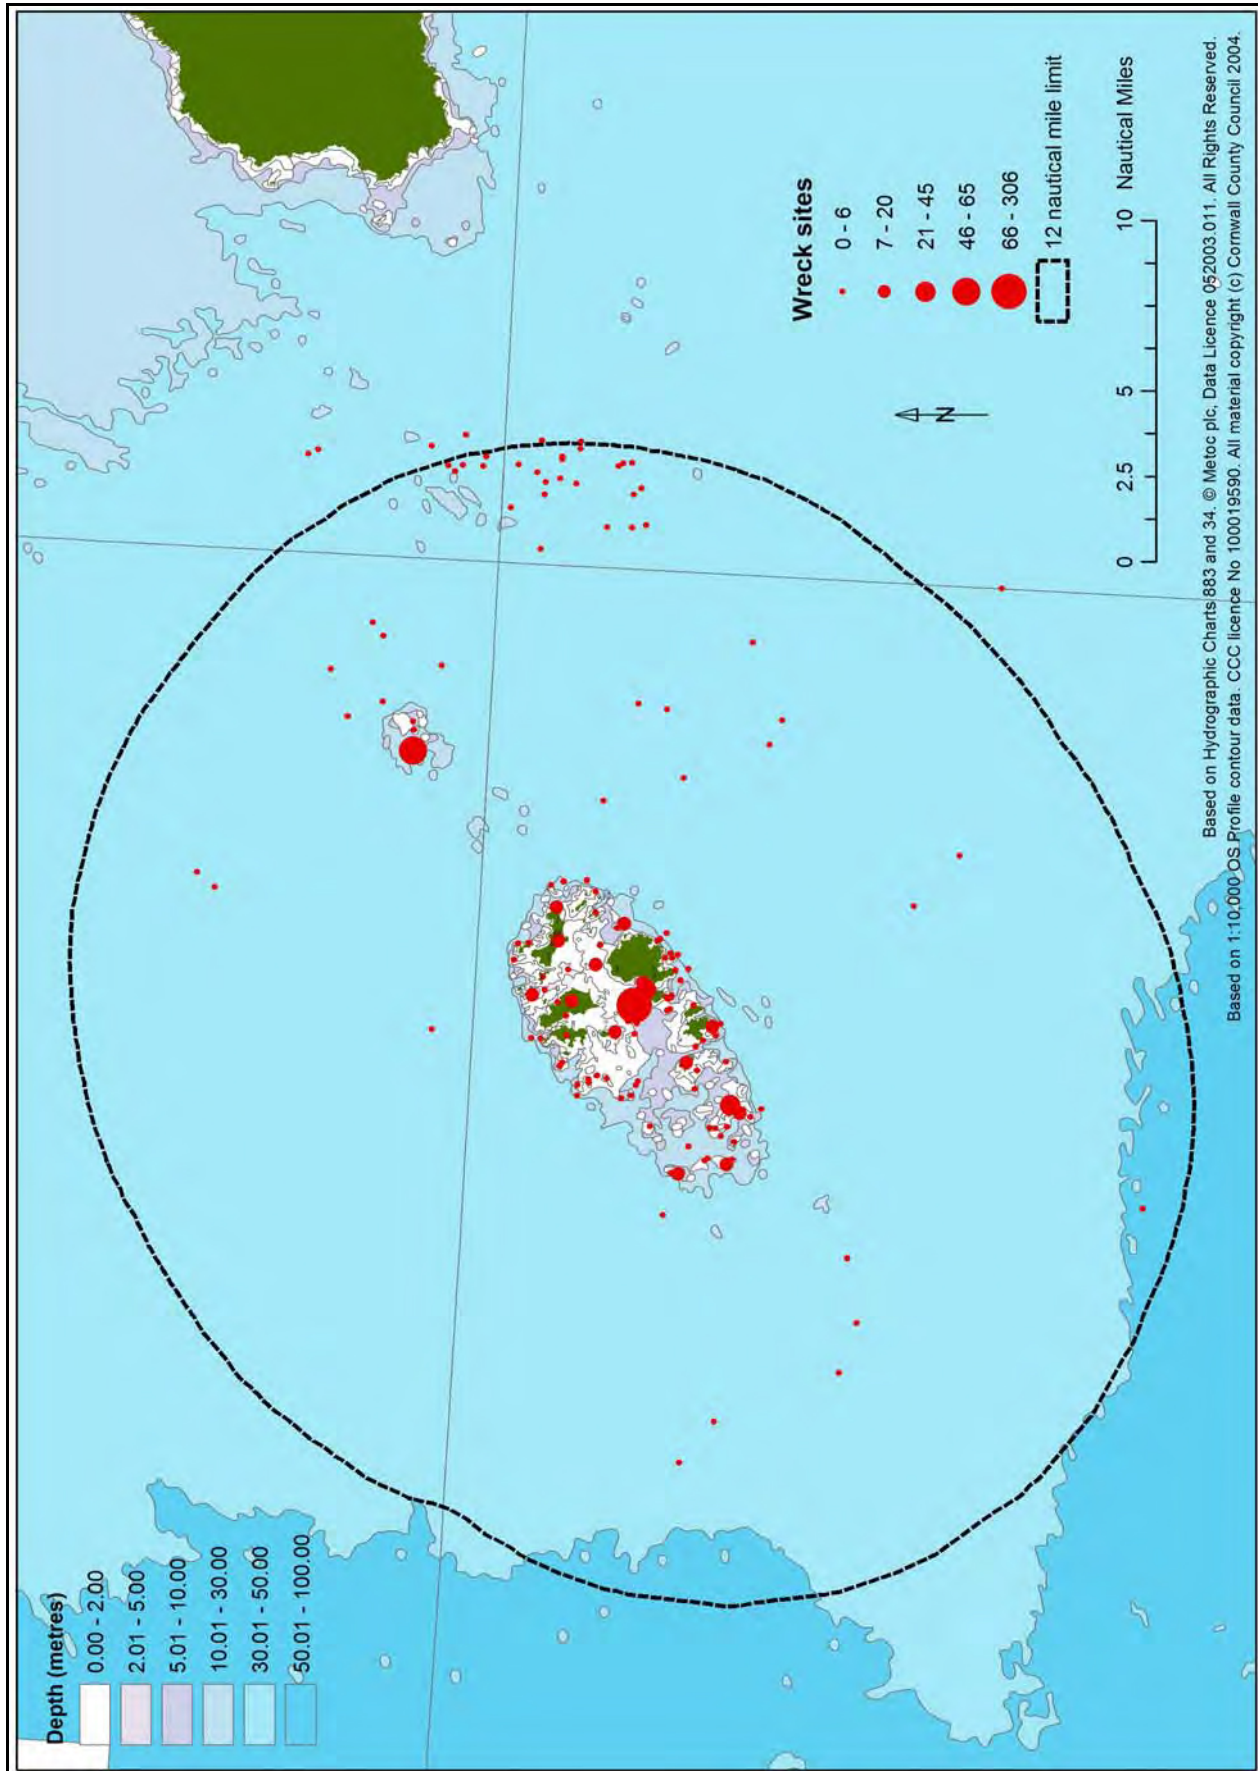 Depth (metres)
0.00 - 2.00
2.01 - 5.00
5.01 - 10.00
10.01 - 30.00
30.01 - 50.00
50.01 - 100.00
Wreck sites
0 - 6
7 - 20
21 - 45
46 - 65
66 - 306
12 nautical mile limit
N
0 2.5 5 10 Nautical Miles
Based on Hydrographic Charts 883 and 34. © Metoc plc, Data Licence 052003.011. All Rights Reserved.
Based on 1:10,000 OS Profile contour data. CCC licence No 100019590. All material copyright (c) Cornwall County Council 2004.